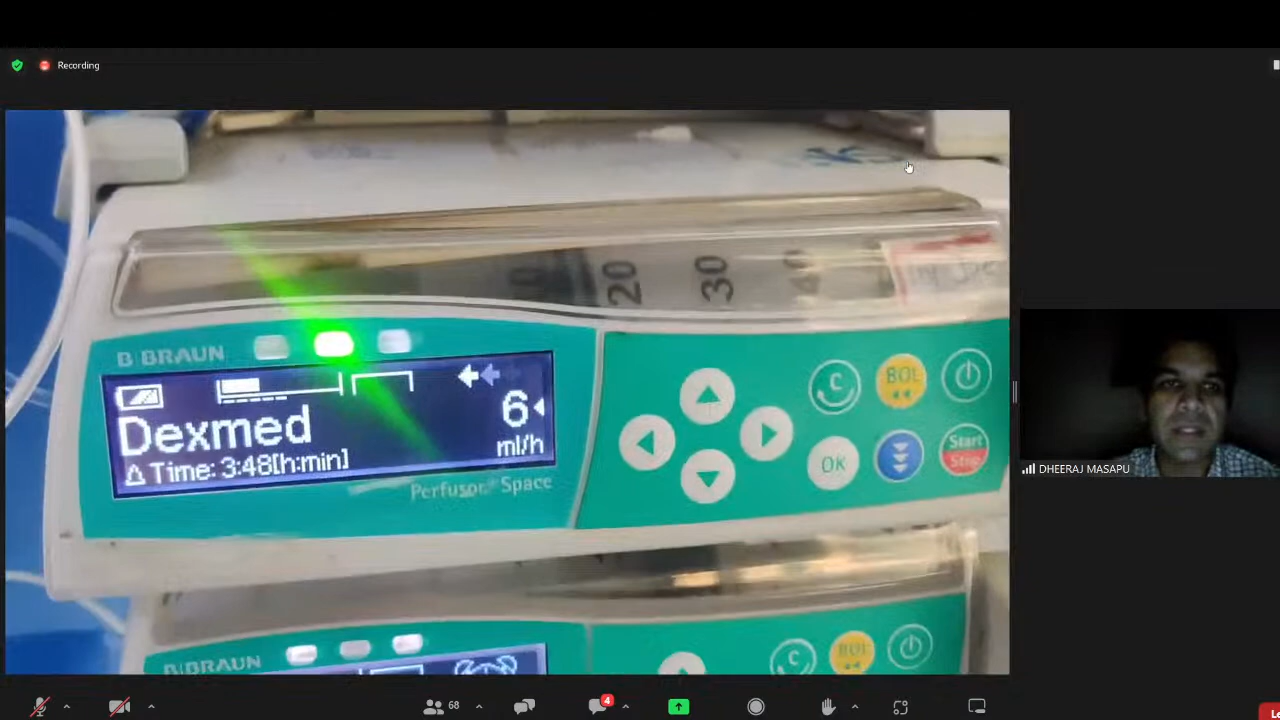 Recording
20
30
40
B BRAUN
Dexmed
6
ml/h
Δ Time: 3:48[h:min]
Perfusor® Space
C
BOL
OK
Start
Stop
DHEERAJ MASAPU
B BRAUN
C
BOL
68
4